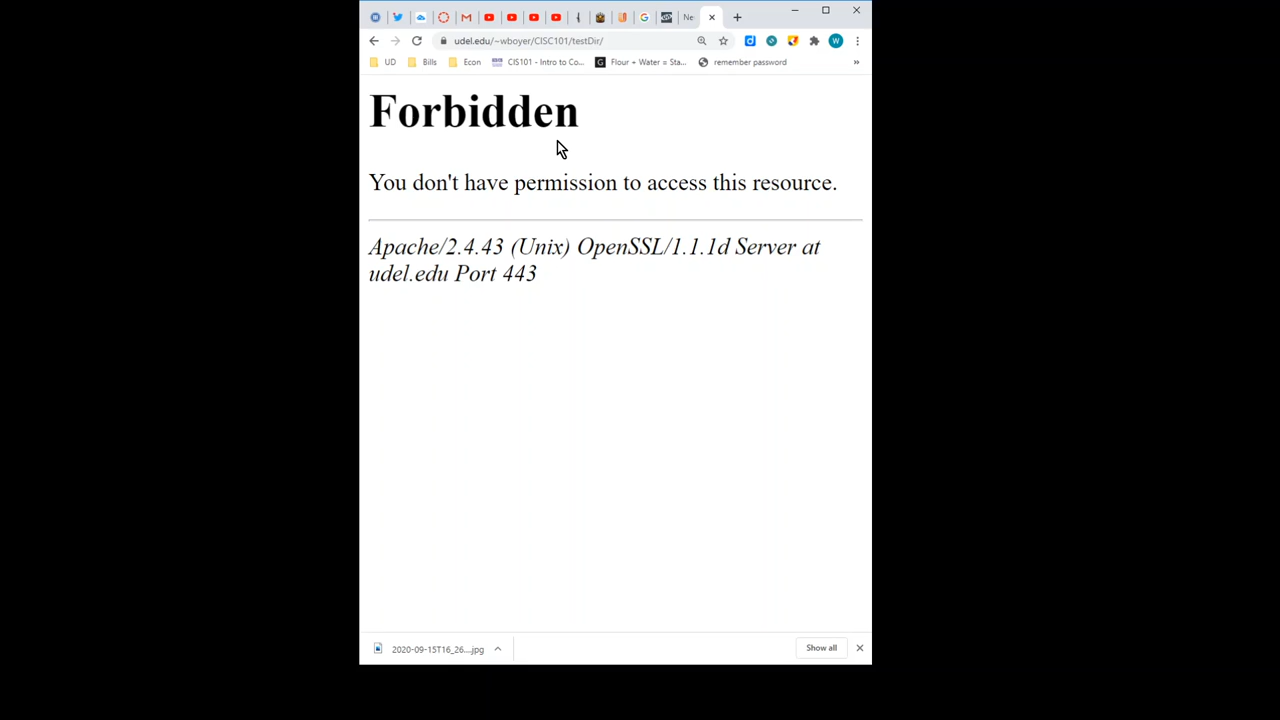 Ne
udel.edu/~wboyer/CISC101/testDir/
W
UD
Bills
Econ
CIS101 - Intro to Co...
G
Flour + Water = Sta...
remember password
»
Forbidden
You don't have permission to access this resource.
Apache/2.4.43 (Unix) OpenSSL/1.1.1d Server at
udel.edu Port 443
2020-09-15T16_26....jpg
Show all